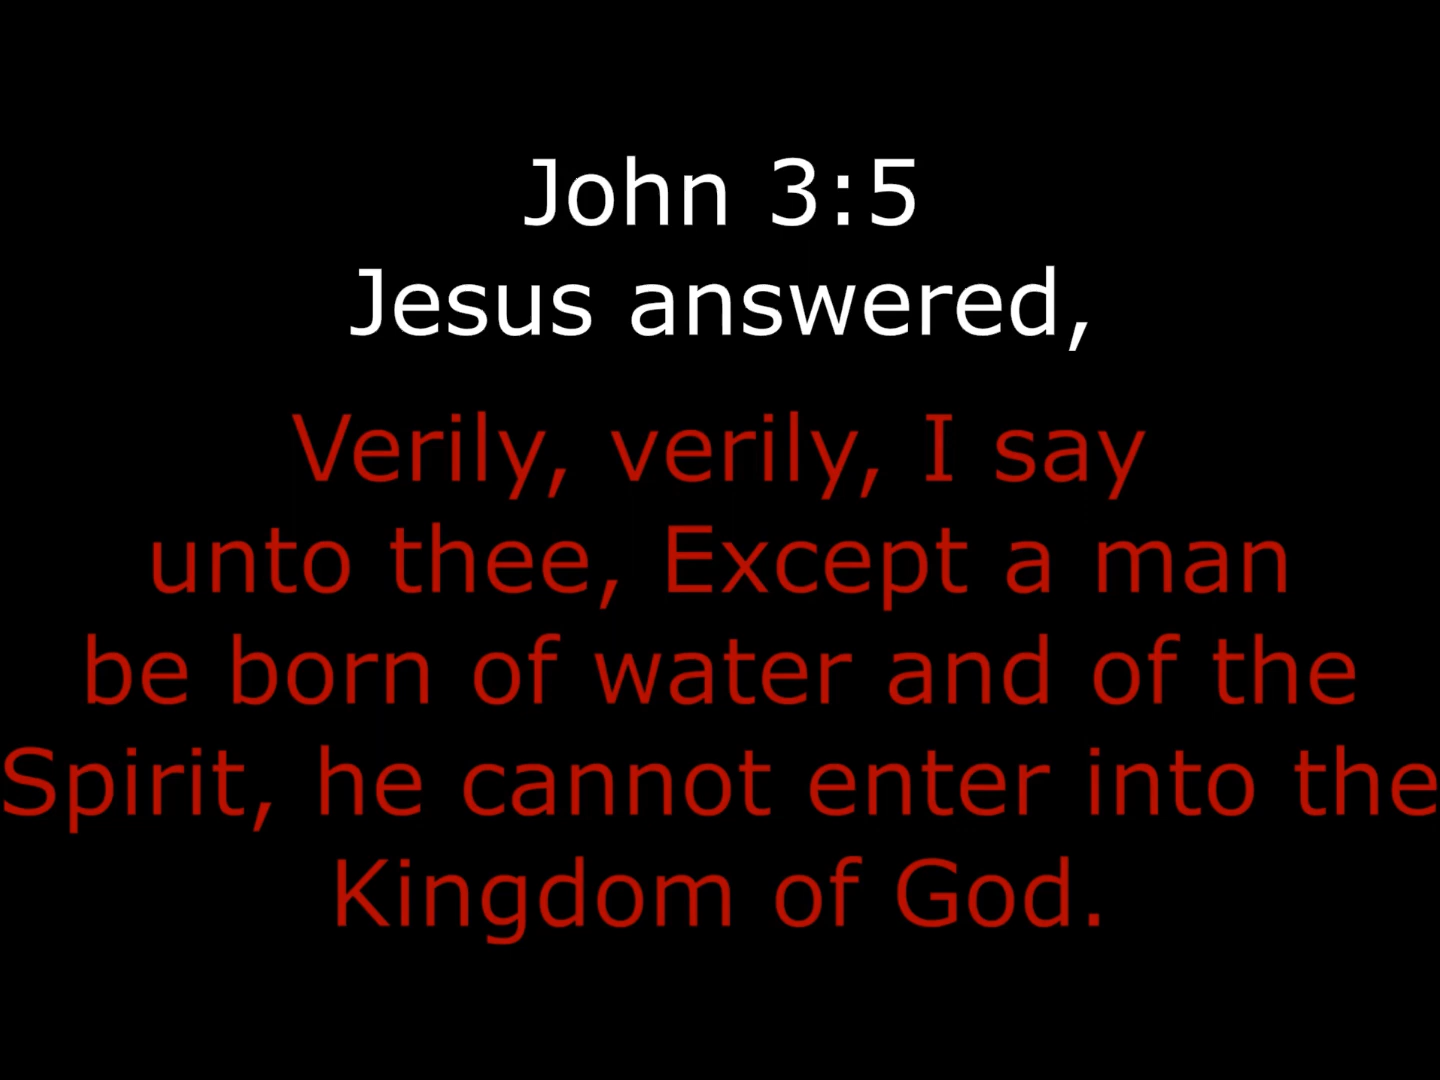 John 3:5
Jesus answered,
Verily, verily, I say
unto thee, Except a man
be born of water and of the
Spirit, he cannot enter into the
Kingdom of God.